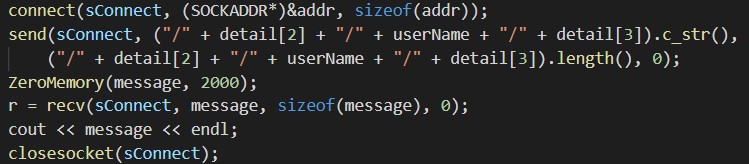 connect(sConnect, (SOCKADDR*)&addr, sizeof(addr));
send(sConnect, ("/" + detail[2] + "/" + userName + "/" + detail[3]).c_str(),
    ("/" + detail[2] + "/" + userName + "/" + detail[3]).length(), 0);
ZeroMemory(message, 2000);
r = recv(sConnect, message, sizeof(message), 0);
cout << message << endl;
closesocket(sConnect);